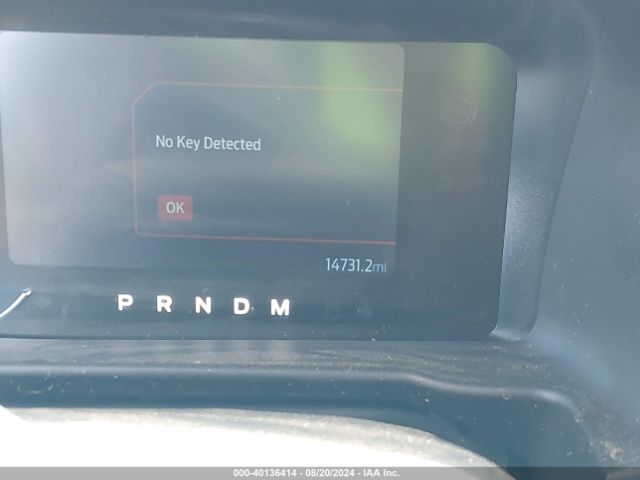 No Key Detected
OK
14731.2mi
P R N D M
000-40136414 - 08/20/2024 - IAA Inc.